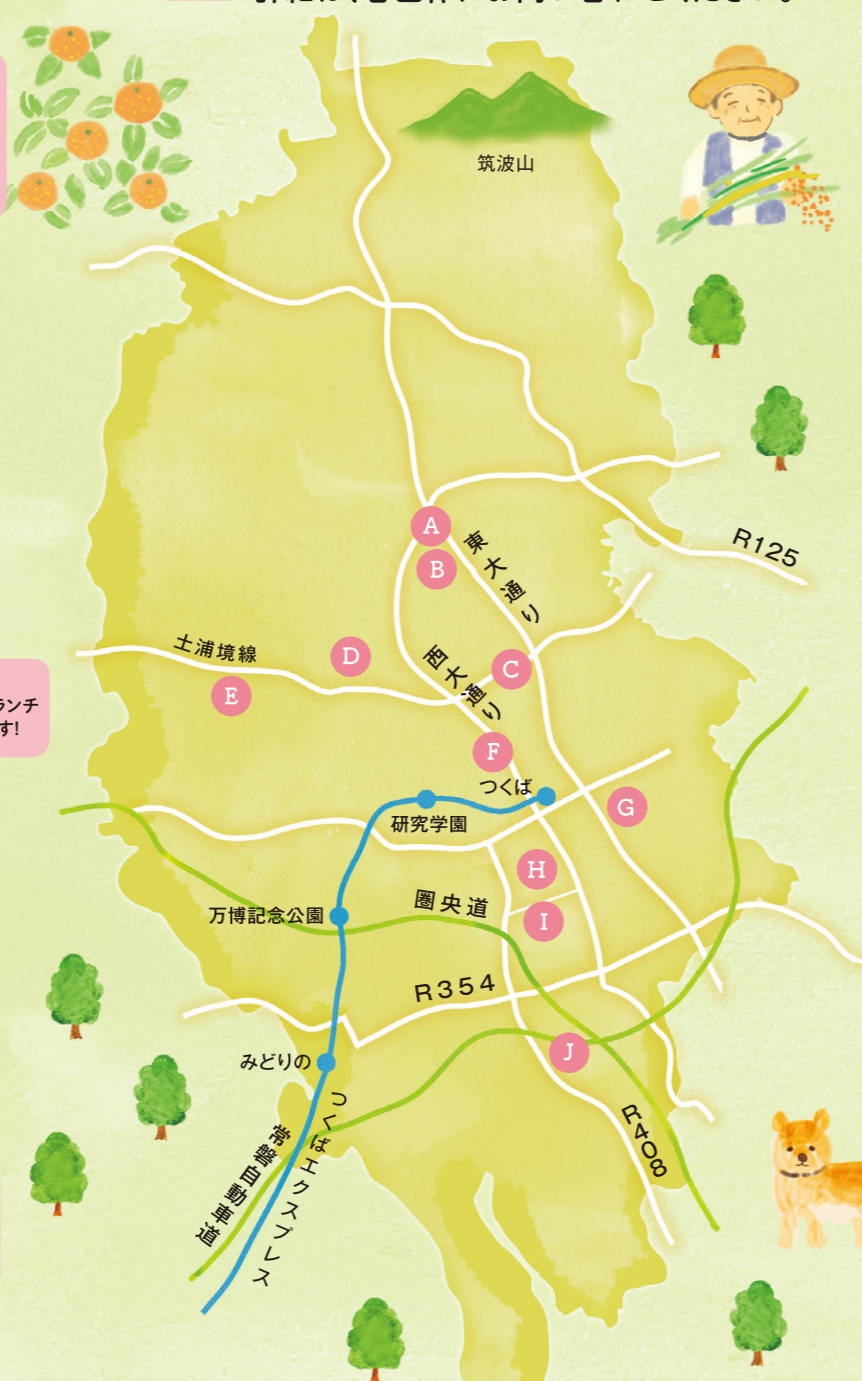 筑波山
R125
A
B
東大通り
土浦境線
D
西大通り
C
E
ランチ
す!
F
つくば
研究学園
G
H
万博記念公園
圏央道
I
R354
みどりの
J
つくばエクスプレス
常磐自動車道
R408